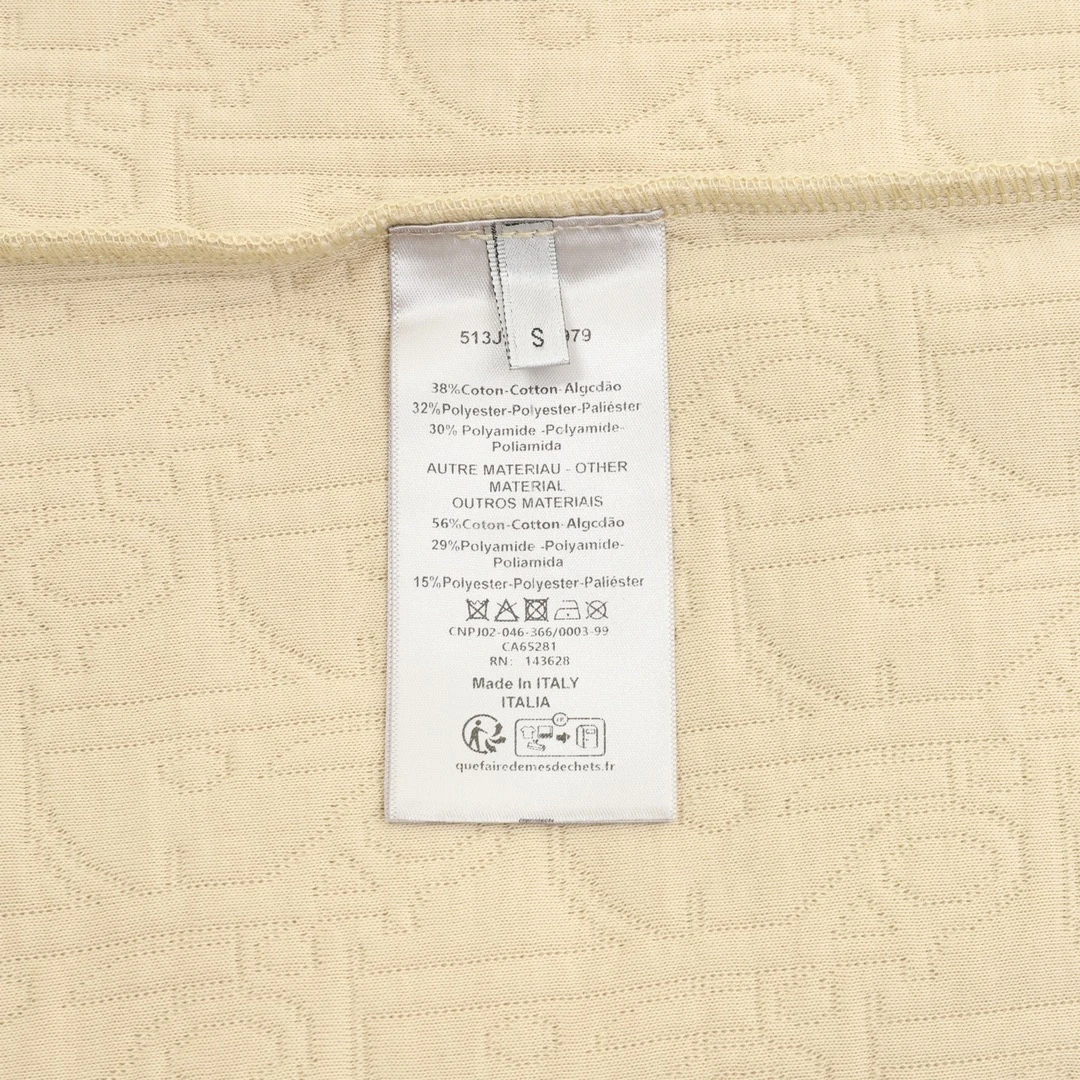 513J S 979
38%Coton-Cotton-Algcdão
32%Polyester-Polyester-Paliéster
30% Polyamide -Polyamide-
Poliamida
AUTRE MATERIAU - OTHER
MATERIAL
OUTROS MATERIAIS
56%Coton-Cotton-Algcdão
29%Polyamide -Polyamide-
Poliamida
15%Polyester-Polyester-Paliéster
CNPJ02-046-366/0003-99
CA65281
RN: 143628
Made In ITALY
ITALIA
FR
quefairedemesdechets.fr